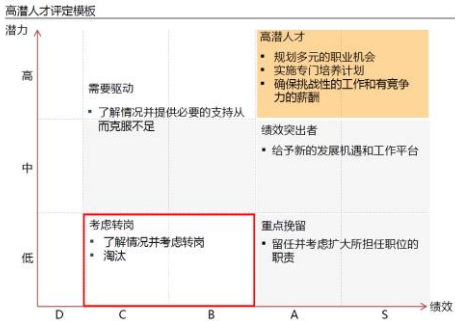 高潜人才评定模板
潜力
高
中
低
需要驱动
• 了解情况并提供必要的支持从
而克服不足
高潜人才
• 规划多元的职业机会
• 实施专门培养计划
• 确保挑战性的工作和有竞争
力的薪酬
绩效突出者
• 给予新的发展机遇和工作平台
考虑转岗
• 了解情况并考虑转岗
• 淘汰
重点挽留
• 留任并考虑扩大所担任职位的
职责
D C B A S
绩效